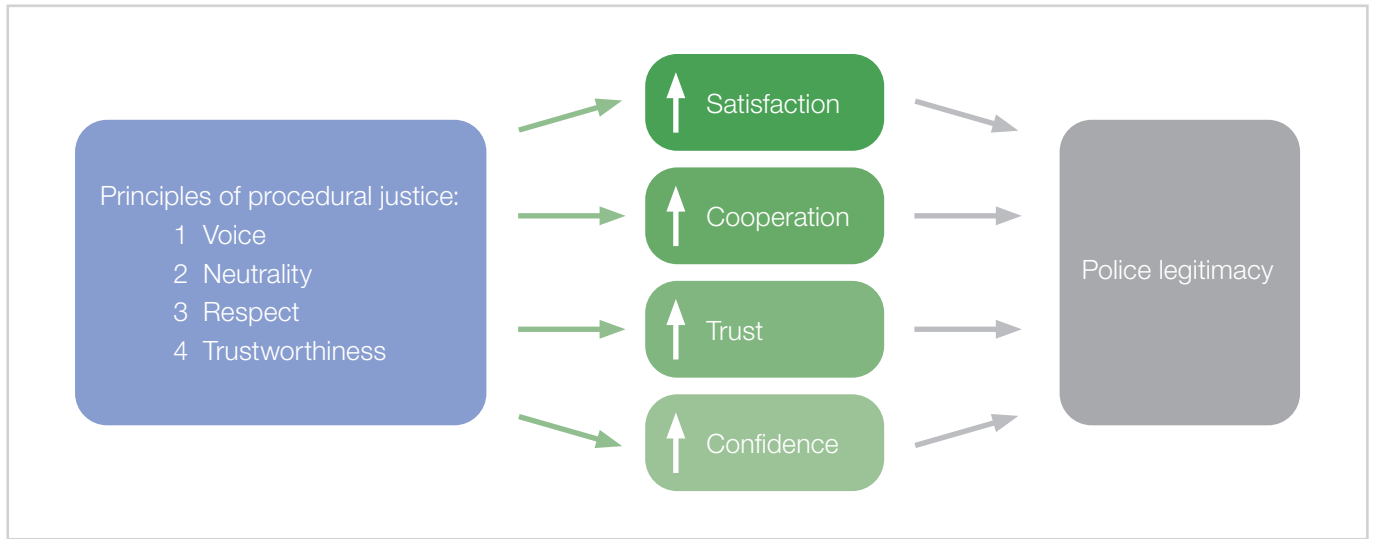 Principles of procedural justice:
1 Voice
2 Neutrality
3 Respect
4 Trustworthiness
Satisfaction
Cooperation
Trust
Confidence
Police legitimacy